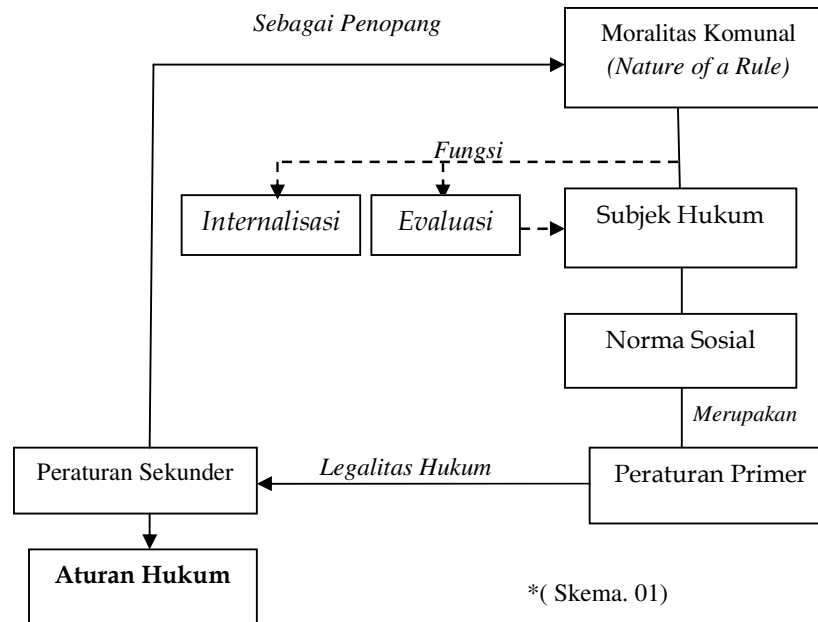 Sebagai Penopang
Moralitas Komunal
(Nature of a Rule)
Fungsi
Internalisasi
Evaluasi
Subjek Hukum
Norma Sosial
Merupakan
Peraturan Sekunder
Legalitas Hukum
Peraturan Primer
Aturan Hukum
*( Skema. 01)